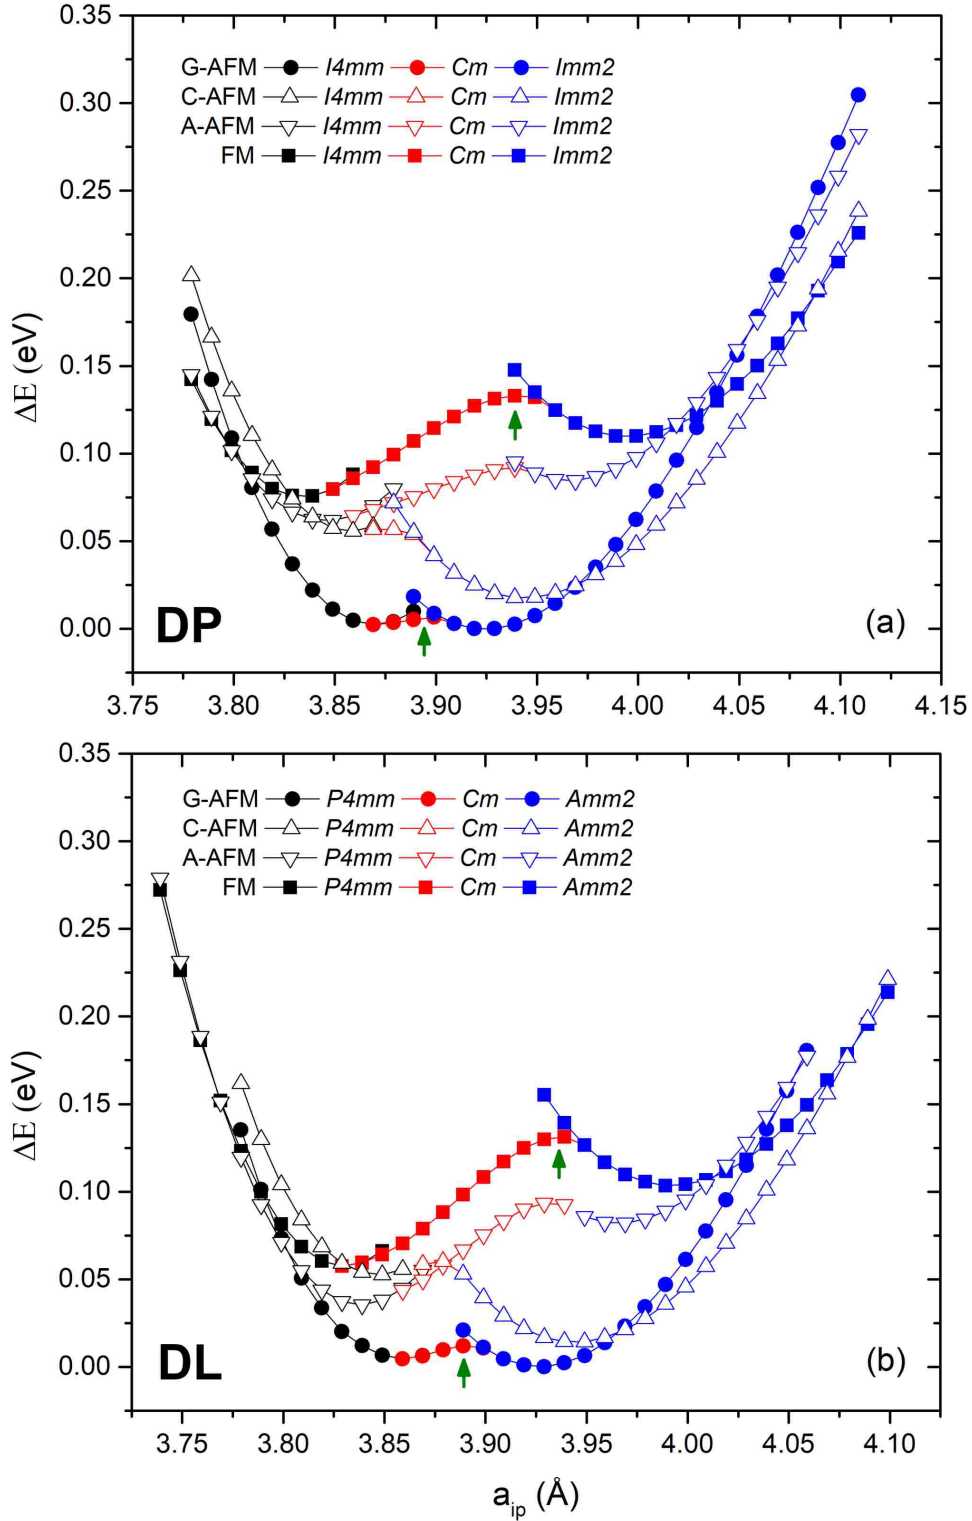 0.35
G-AFM I4mm Cm Imm2
0.30
C-AFM I4mm Cm Imm2
A-AFM I4mm Cm Imm2
FM I4mm Cm Imm2
0.25
0.20
ΔE (eV)
0.15
0.10
0.05
0.00
DP
(a)
3.75 3.80 3.85 3.90 3.95 4.00 4.05 4.10 4.15
0.35
G-AFM P4mm Cm Amm2
C-AFM P4mm Cm Amm2
0.30
A-AFM P4mm Cm Amm2
FM P4mm Cm Amm2
0.25
0.20
ΔE (eV)
0.15
0.10
0.05
0.00
DL
(b)
3.75 3.80 3.85 3.90 3.95 4.00 4.05 4.10
a_ip (Å)